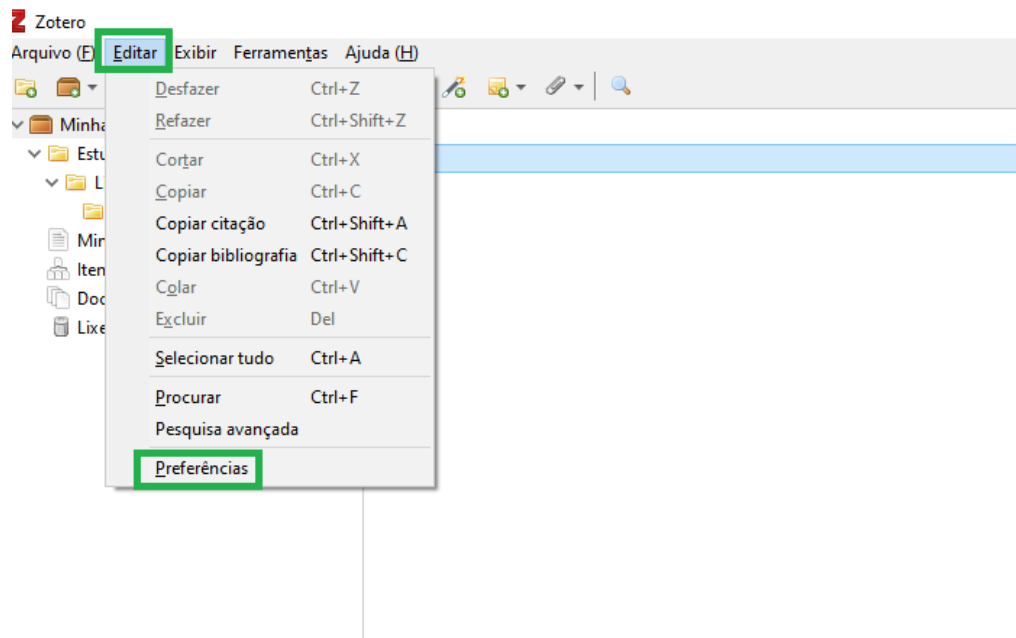 Zotero
Arquivo (F) Editar Exibir Ferramentas Ajuda (H)
Desfazer Ctrl+Z
Refazer Ctrl+Shift+Z
Cortar Ctrl+X
Copiar Ctrl+C
Copiar citação Ctrl+Shift+A
Copiar bibliografia Ctrl+Shift+C
Colar Ctrl+V
Excluir Del
Selecionar tudo Ctrl+A
Procurar Ctrl+F
Pesquisa avançada
Preferências
Minha
Estu
L
Min
Iten
Doc
Lixe